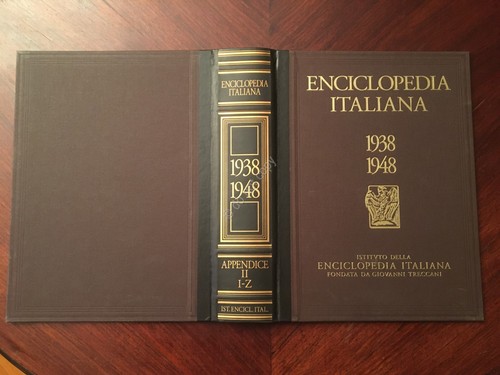 ENCICLOPEDIA
ITALIANA
1938
1948
APPENDICE
II
I-Z
IST. ENCICL. ITAL.
ENCICLOPEDIA
ITALIANA
1938
1948
ISTITVTO DELLA
ENCICLOPEDIA ITALIANA
FONDATA DA GIOVANNI TRECCANI